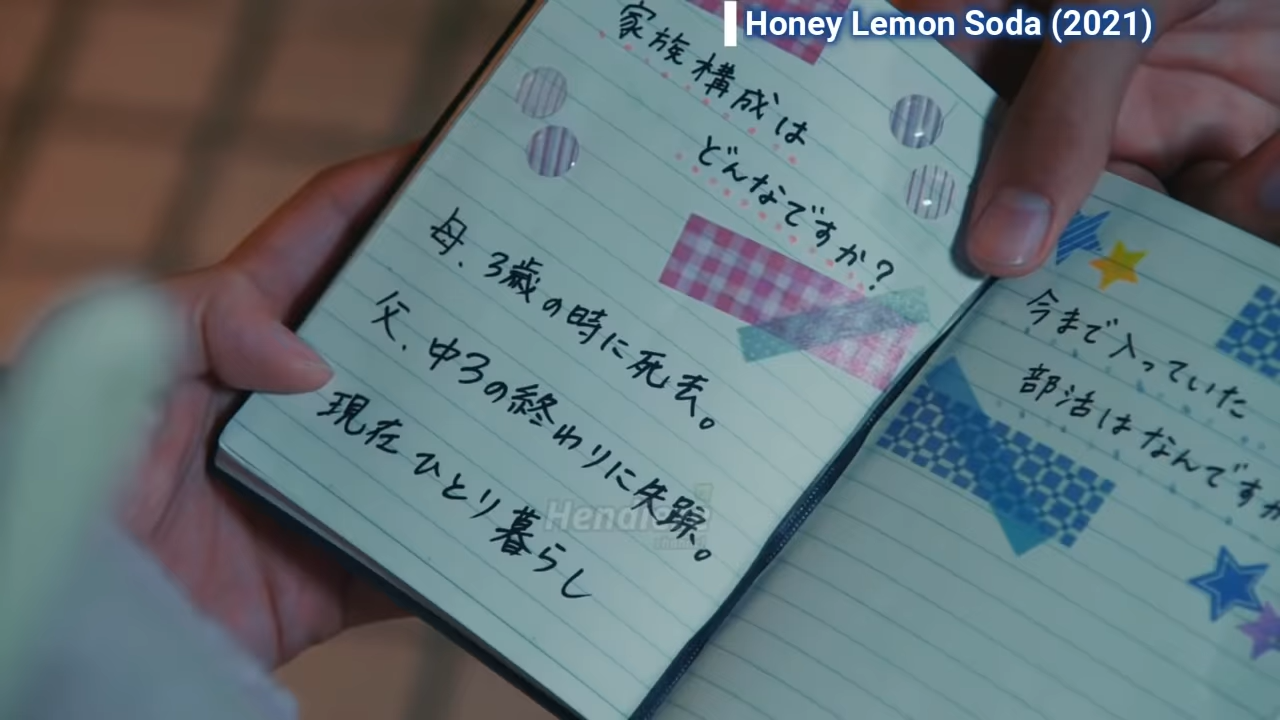 Honey Lemon Soda (2021)
家族構成は
どんなですか?
母、3歳の時に死去。
父、中3の終わりに失踪。
現在ひとり暮らし
今まで入っていた
部活はなんですか